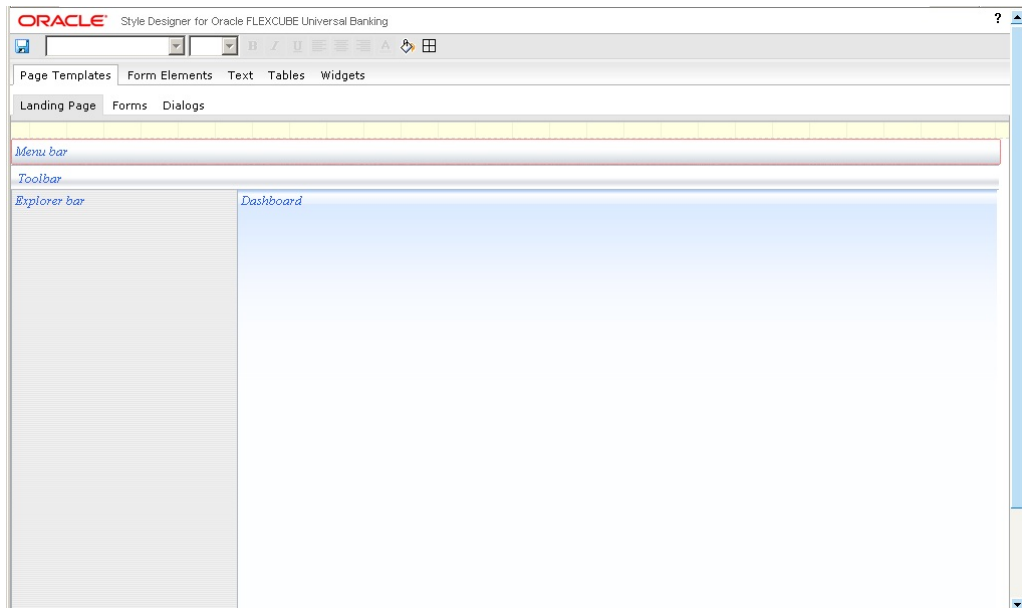 ORACLE® Style Designer for Oracle FLEXCUBE Universal Banking ?
B I U A
Page Templates Form Elements Text Tables Widgets
Landing Page Forms Dialogs
Menu bar
Toolbar
Explorer bar Dashboard